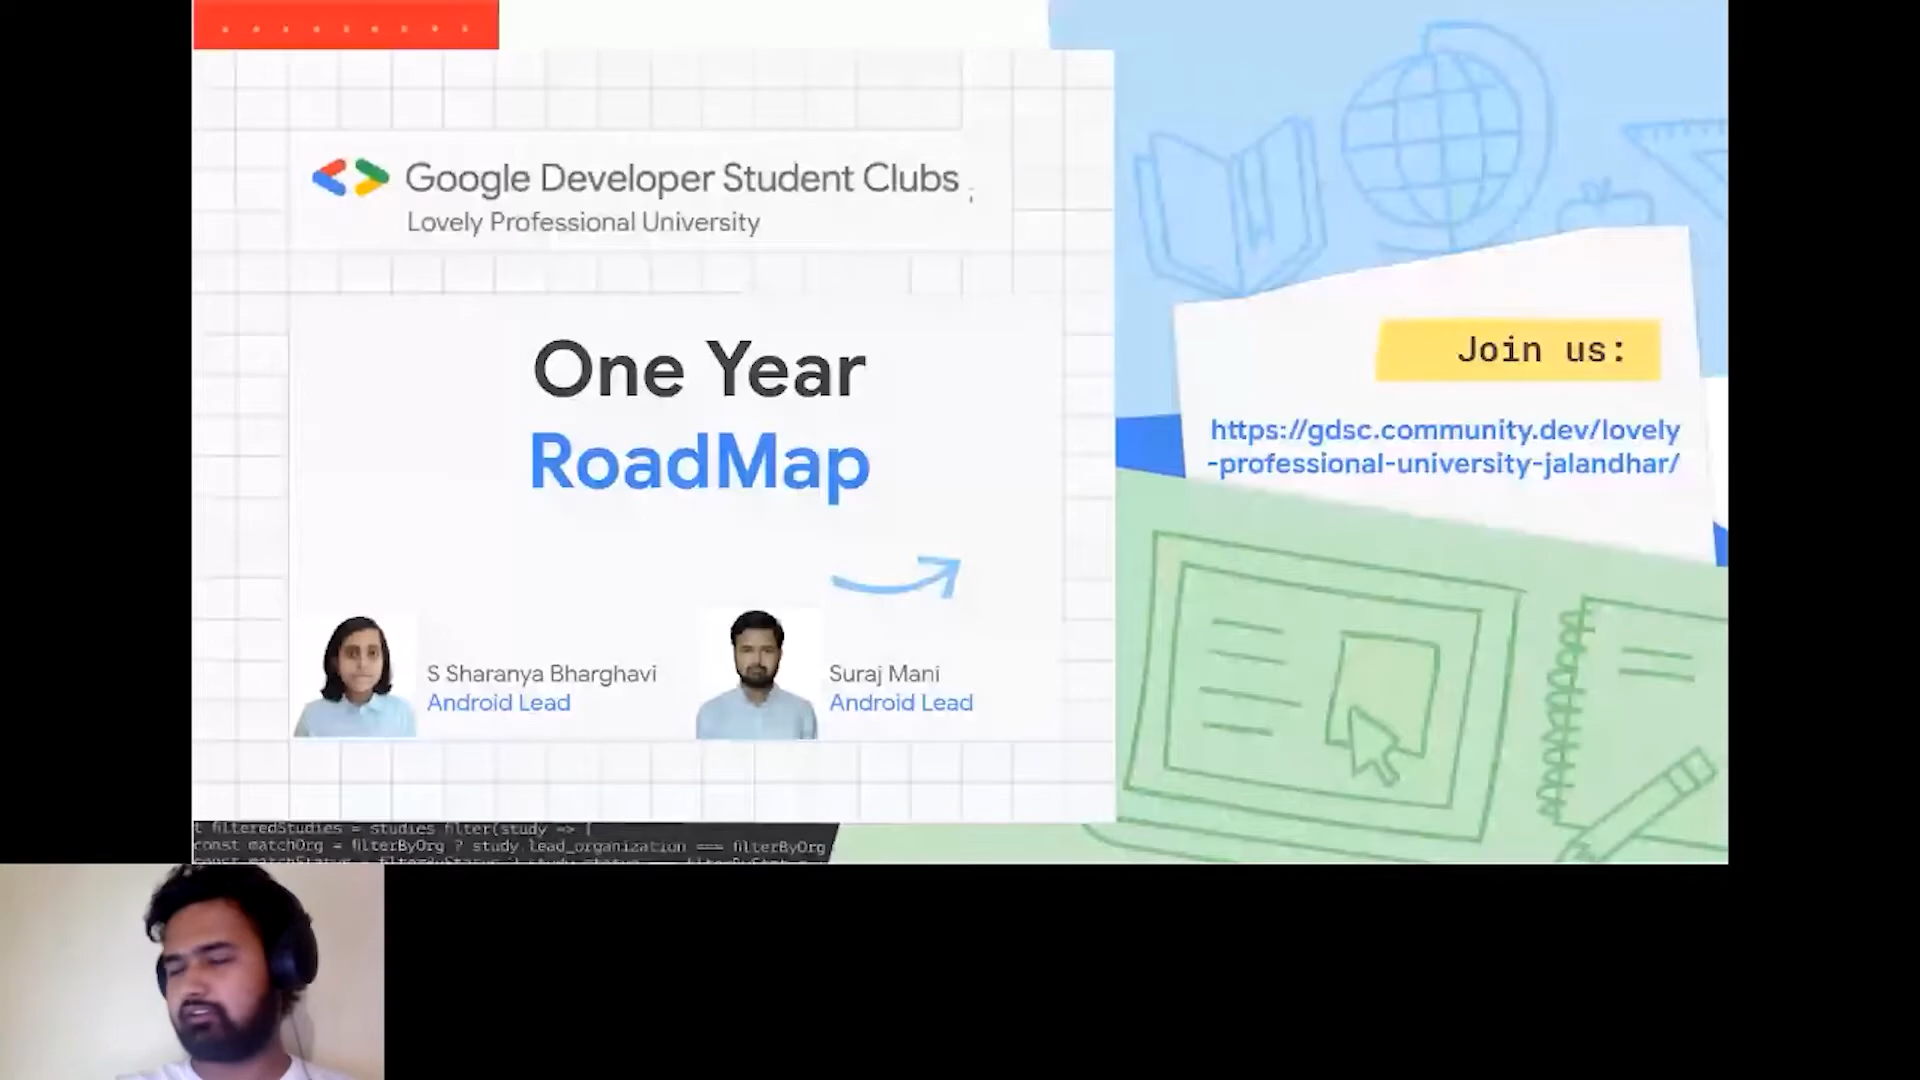 Google Developer Student Clubs
Lovely Professional University
One Year
RoadMap
S Sharanya Bharghavi
Android Lead
Suraj Mani
Android Lead
Join us:
https://gdsc.community.dev/lovely
-professional-university-jalandhar/
t filteredStudies = studies filter(study => {
const matchOrg = filterByOrg ? study.lead_organization === filterByOrg